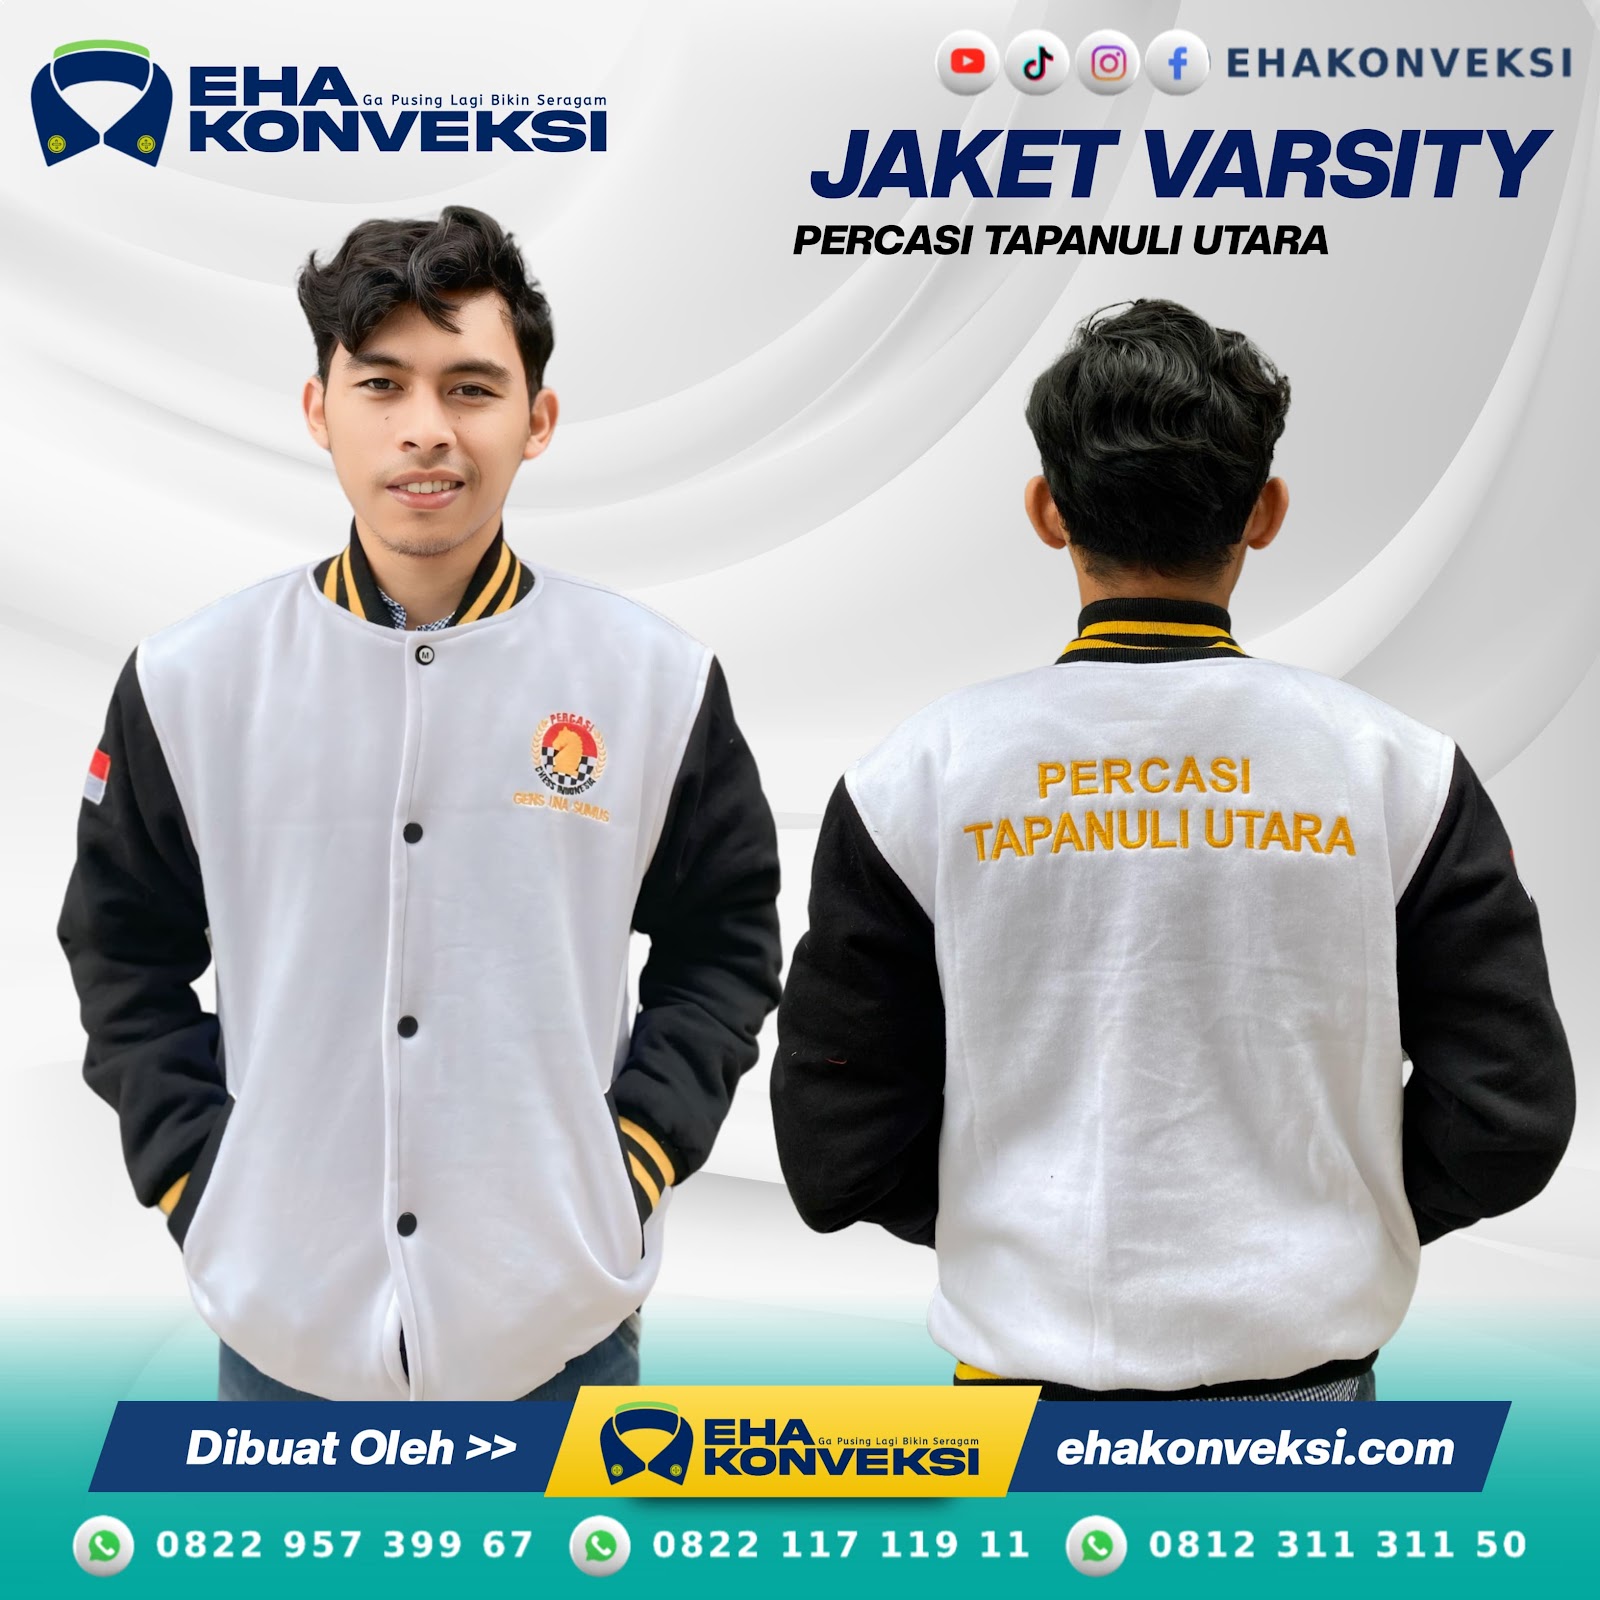 EHA
Ga Pusing Lagi Bikin Seragam
KONVEKSI
EHAKONVEKSI
JAKET VARSITY
PERCASI TAPANULI UTARA
M
PERCASI
CHESS INDONESIA
GENS UNA SUMUS
PERCASI
TAPANULI UTARA
Dibuat Oleh >>
EHA
Ga Pusing Lagi Bikin Seragam
KONVEKSI
ehakonveksi.com
0822 957 399 67
0822 117 119 11
0812 311 311 50